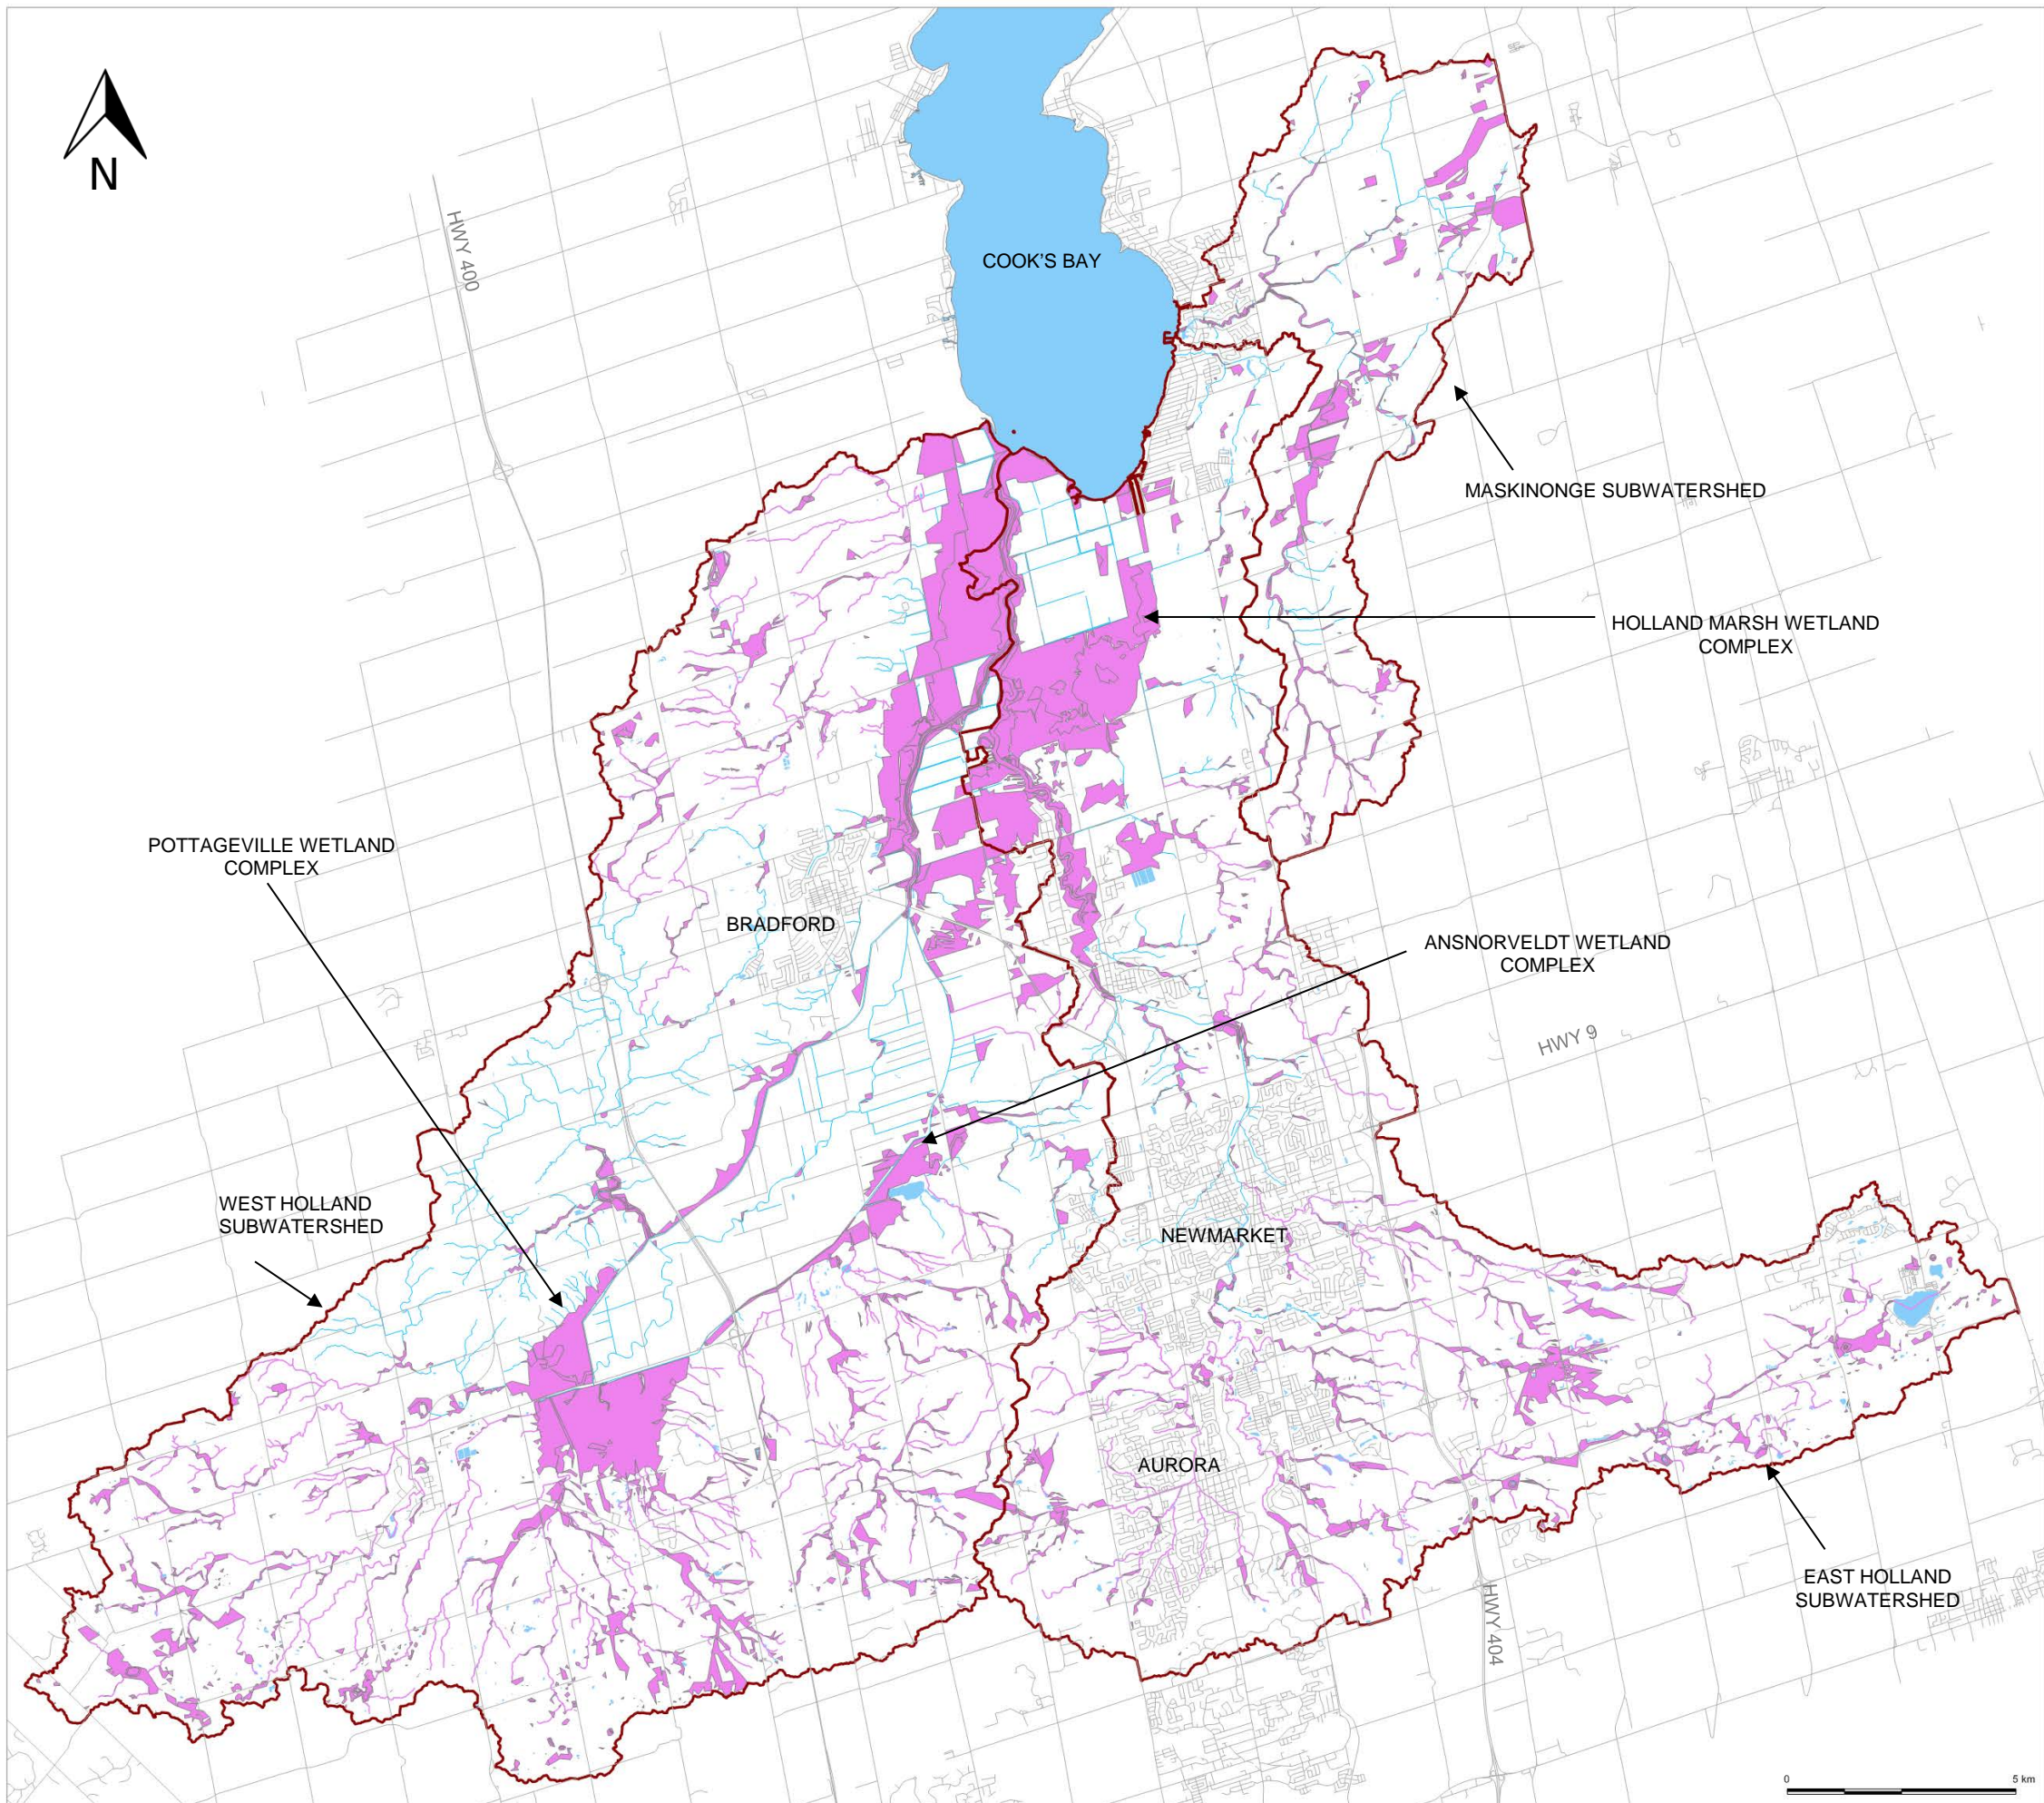 N
HWY 400
COOK'S BAY
MASKINONGE SUBWATERSHED
HOLLAND MARSH WETLAND
COMPLEX
POTTAGEVILLE WETLAND
COMPLEX
BRADFORD
ANSNORVELDT WETLAND
COMPLEX
HWY 9
WEST HOLLAND
SUBWATERSHED
NEWMARKET
AURORA
EAST HOLLAND
SUBWATERSHED
HWY 404
0 5 km